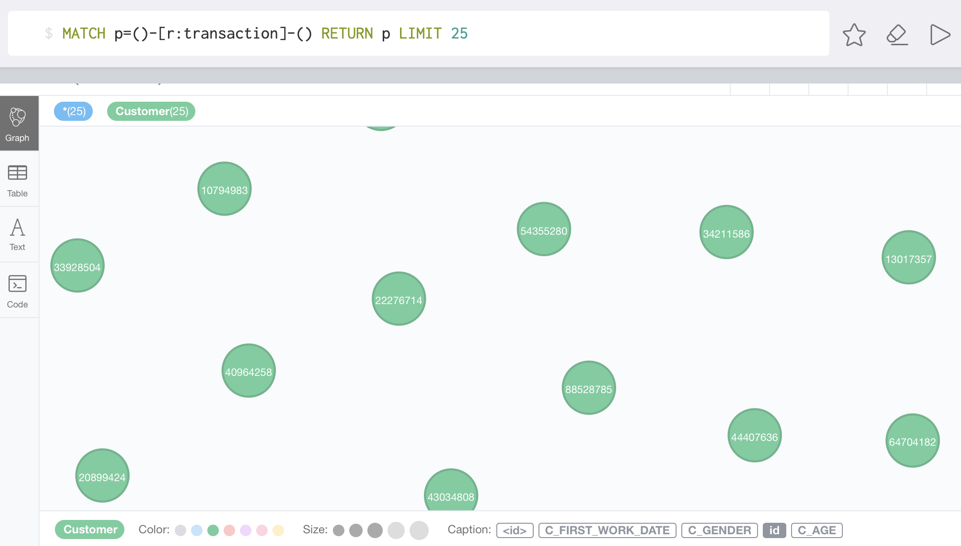 $ MATCH p=()-[r:transaction]-() RETURN p LIMIT 25
*(25) Customer(25)
Graph
Table
Text
Code
10794983
54355280
34211586
13017357
33928504
22276714
40964258
88528785
44407636
64704182
20899424
43034808
Customer Color: Size: Caption: <id> C_FIRST_WORK_DATE C_GENDER id C_AGE